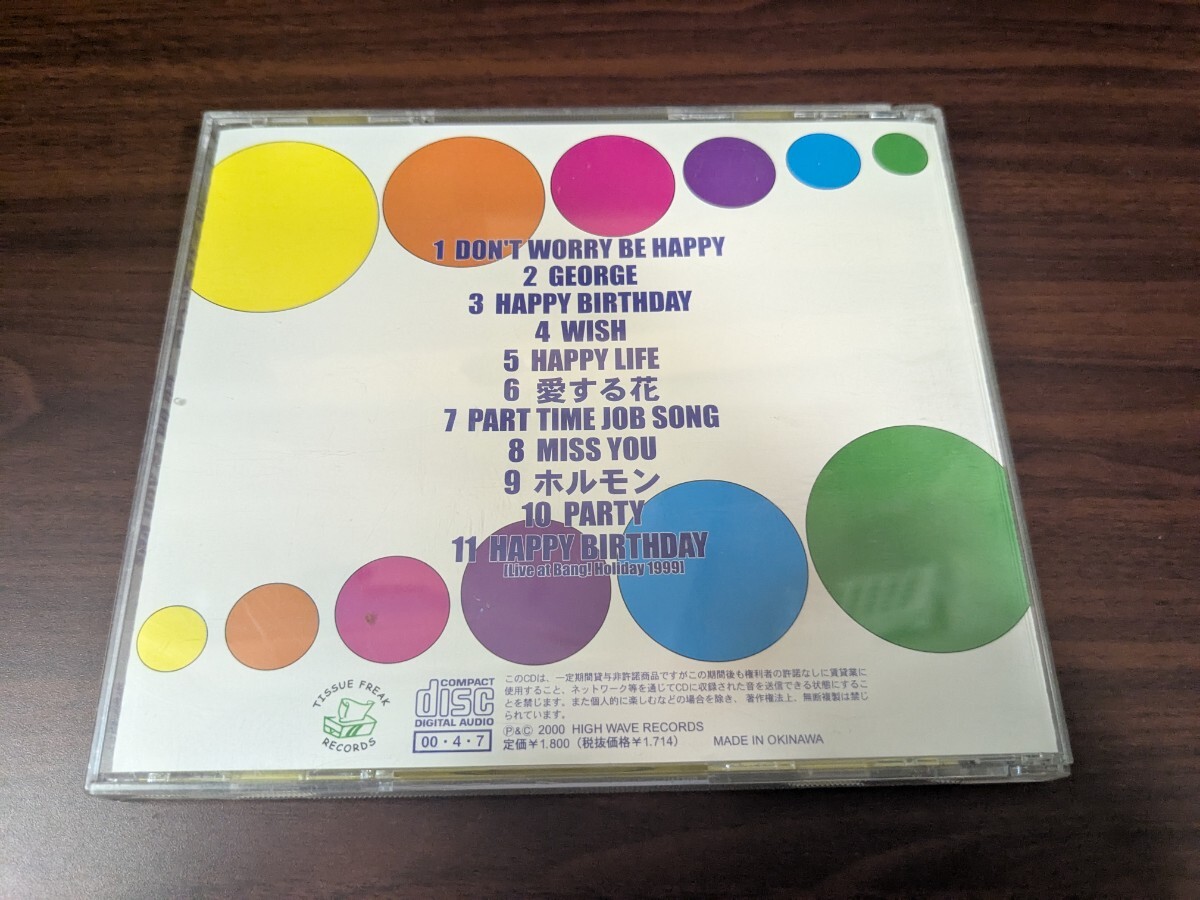 1 DON'T WORRY BE HAPPY
2 GEORGE
3 HAPPY BIRTHDAY
4 WISH
5 HAPPY LIFE
6 愛する花
7 PART TIME JOB SONG
8 MISS YOU
9 ホルモン
10 PARTY
11 HAPPY BIRTHDAY
[Live at Bang! Holiday 1999]
TISSUE FREAK
RECORDS
COMPACT
disc
DIGITAL AUDIO
00・4・7
このCDは、一定期間貸与非許諾商品ですがこの期間後も権利者の許諾なしに賃貸業に
使用すること、ネットワーク等を通じてCDに収録された音を送信できる状態にするこ
とを禁じます。また個人的に楽しむなどの場合を除き、著作権法上、無断複製は禁じ
られています。
℗&© 2000 HIGH WAVE RECORDS
定価￥1.800（税抜価格￥1.714） MADE IN OKINAWA